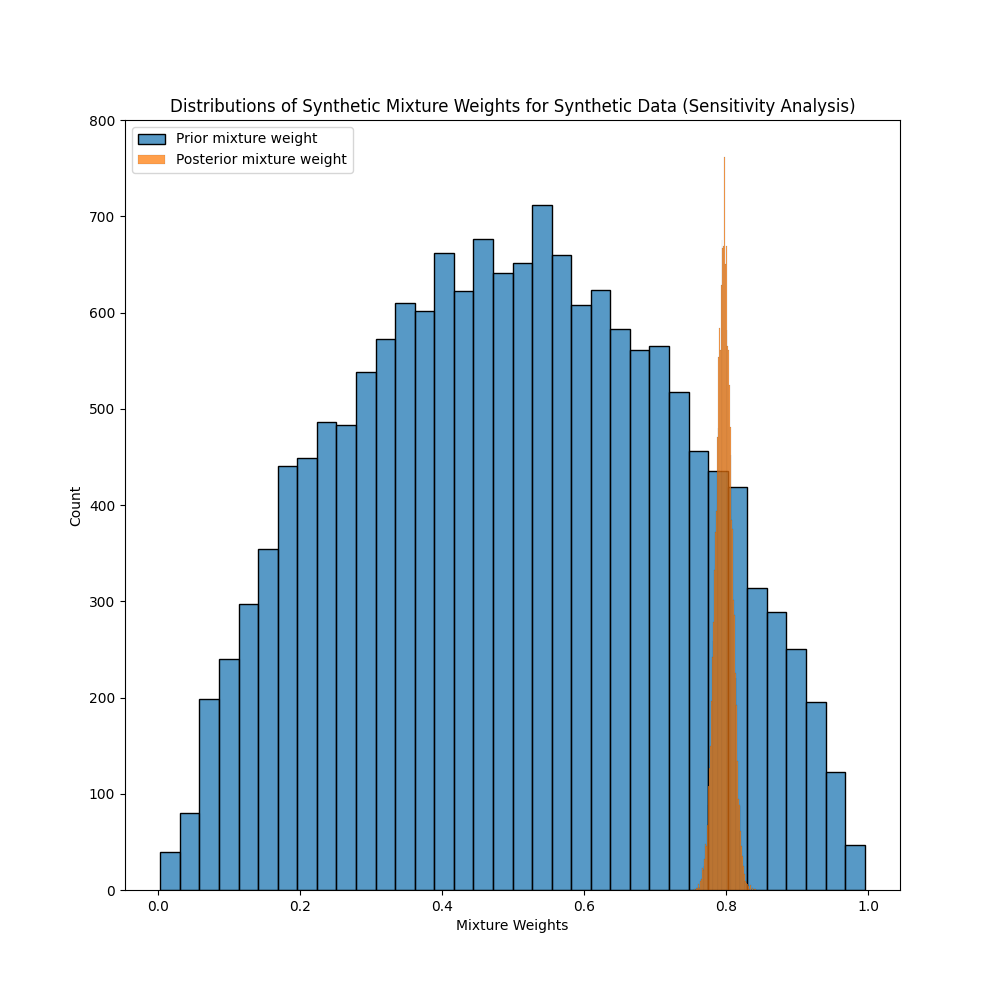 Distributions of Synthetic Mixture Weights for Synthetic Data (Sensitivity Analysis)
Prior mixture weight
Posterior mixture weight
800
700
600
500
400
300
200
100
0
Count
0.0 0.2 0.4 0.6 0.8 1.0
Mixture Weights